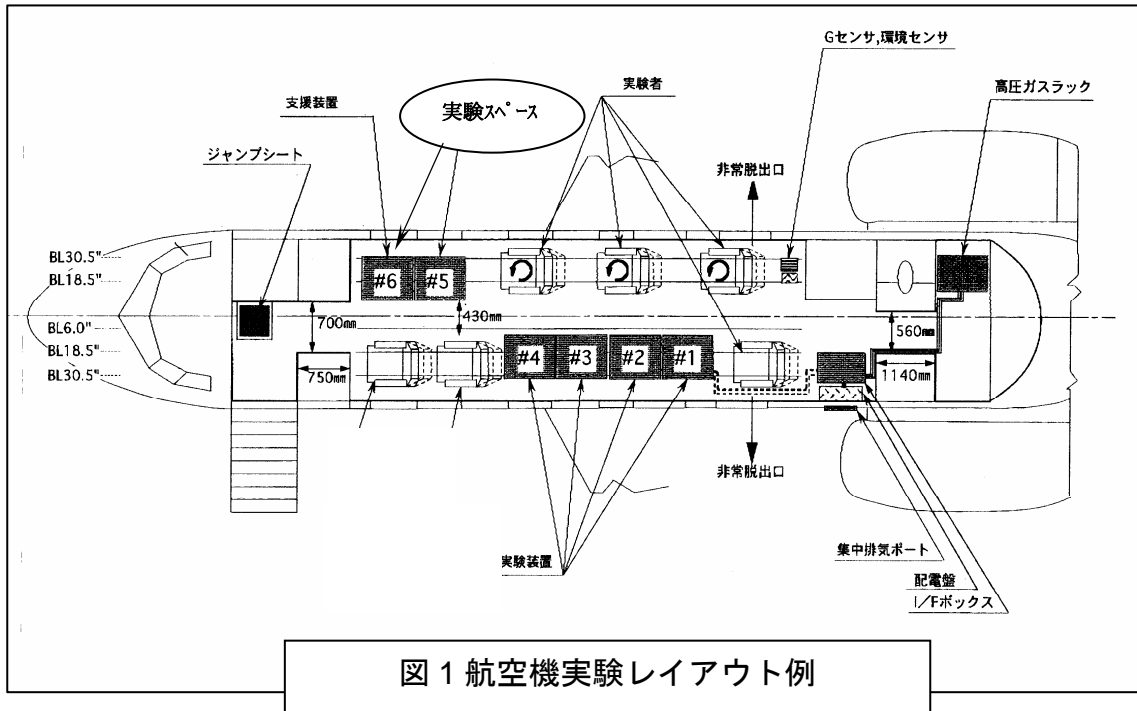 Gセンサ,環境センサ
実験者
高圧ガスラック
支援装置
実験スペース
ジャンプシート
非常脱出口
BL30.5"
BL18.5"
#6
#5
700mm
430mm
BL6.0"
560mm
BL18.5"
#4
#3
#2
#1
BL30.5"
750mm
1140mm
非常脱出口
集中排気ポート
実験装置
配電盤
I/Fボックス
図1航空機実験レイアウト例